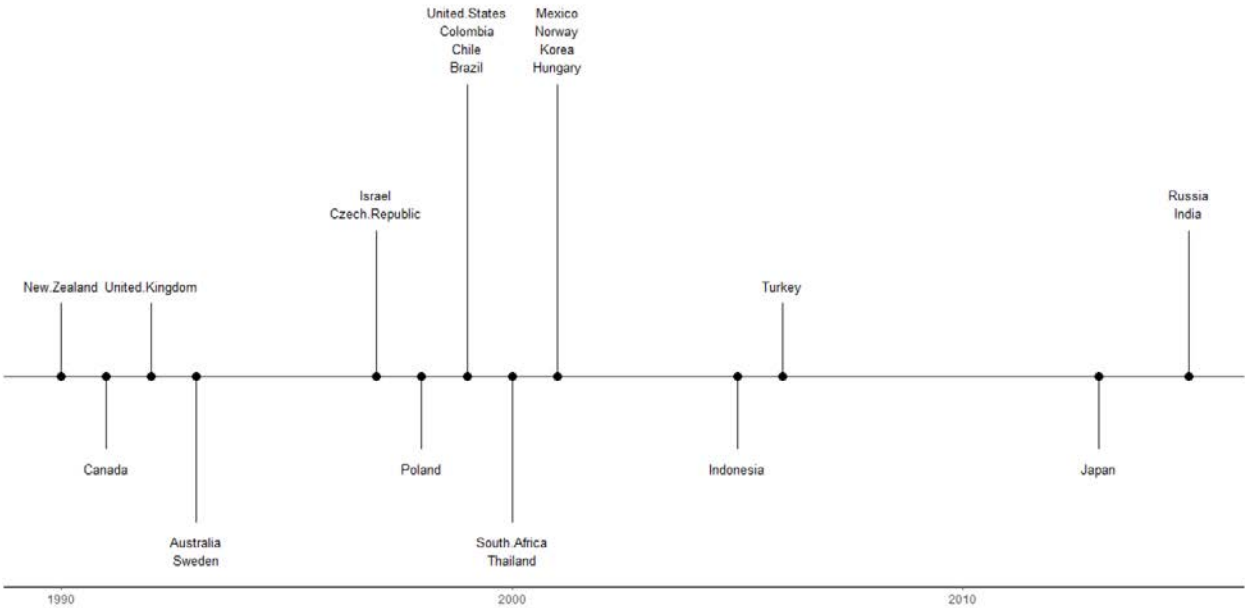 United.States
Colombia
Chile
Brazil
Mexico
Norway
Korea
Hungary
Israel
Czech.Republic
Russia
India
New.Zealand
United.Kingdom
Turkey
Canada
Poland
Indonesia
Japan
Australia
Sweden
South.Africa
Thailand
1990
2000
2010